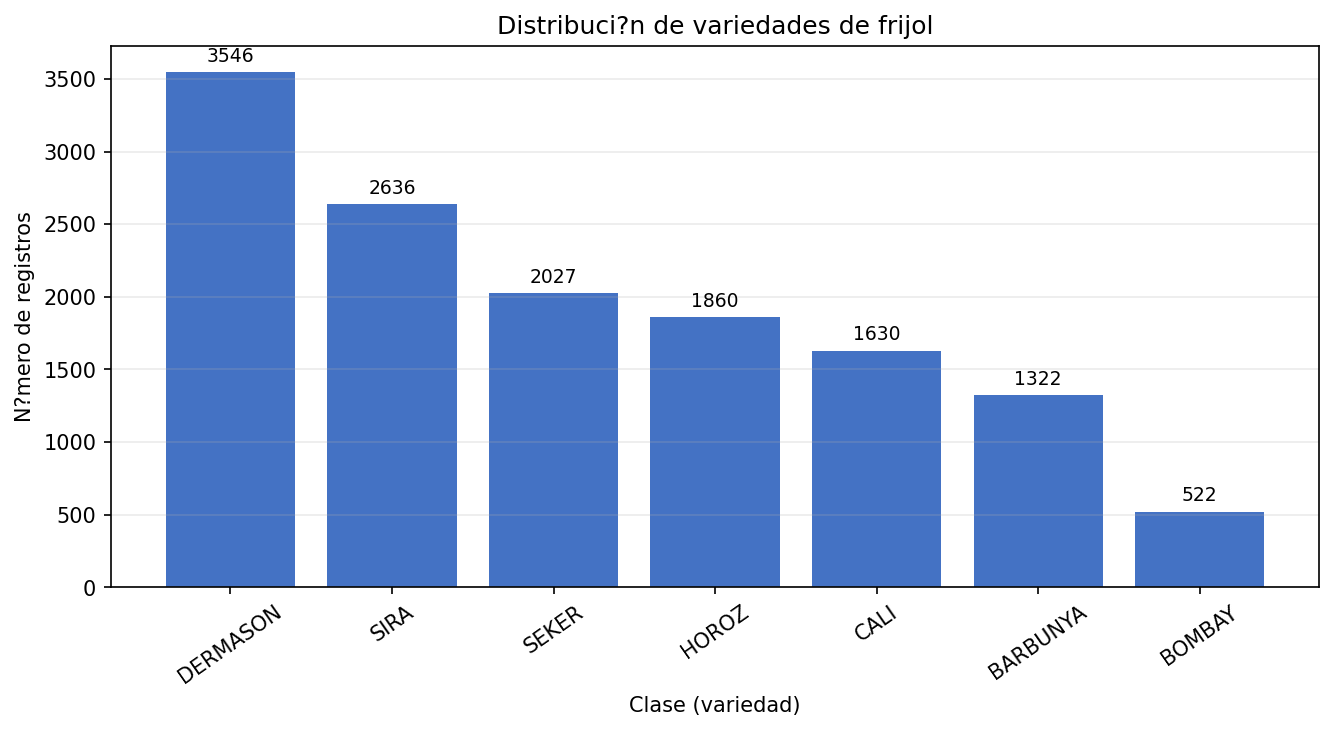 Distribuci?n de variedades de frijol
N?mero de registros
3500
3000
2500
2000
1500
1000
500
0
3546
2636
2027
1860
1630
1322
522
DERMASON
SIRA
SEKER
HOROZ
CALI
BARBUNYA
BOMBAY
Clase (variedad)